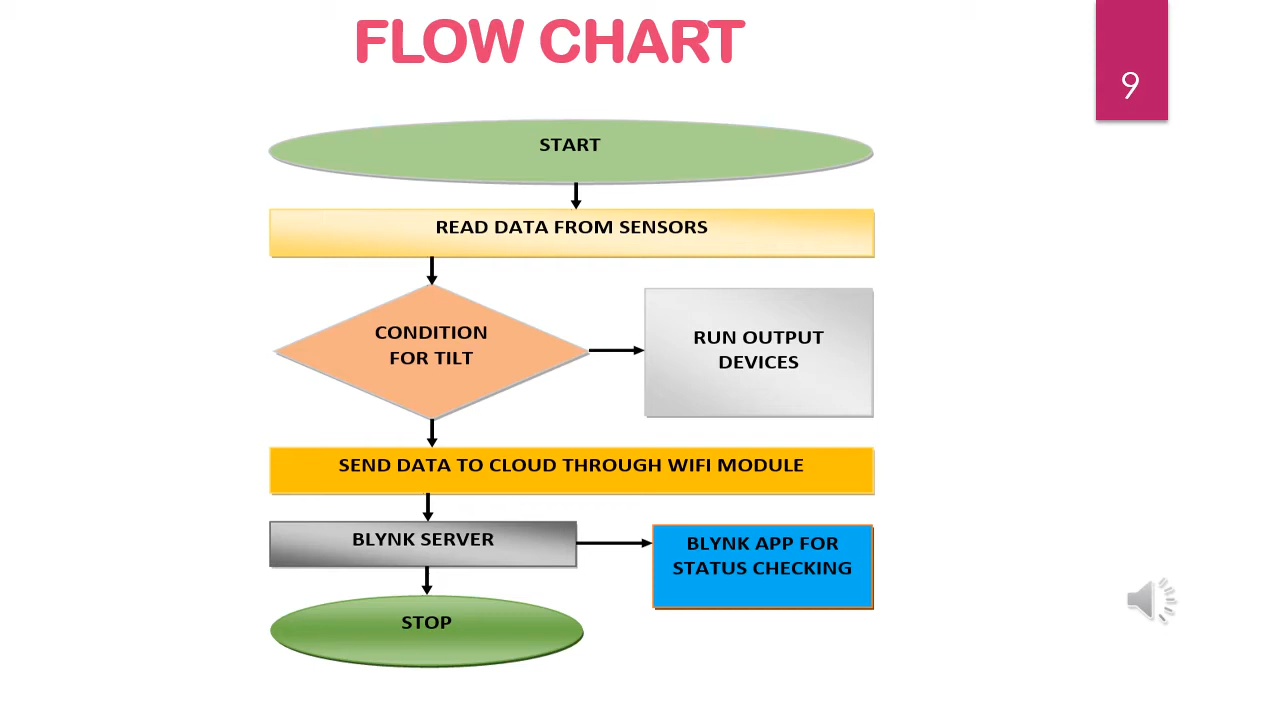 FLOW CHART
9
START
READ DATA FROM SENSORS
CONDITION
FOR TILT
RUN OUTPUT
DEVICES
SEND DATA TO CLOUD THROUGH WIFI MODULE
BLYNK SERVER
BLYNK APP FOR
STATUS CHECKING
STOP